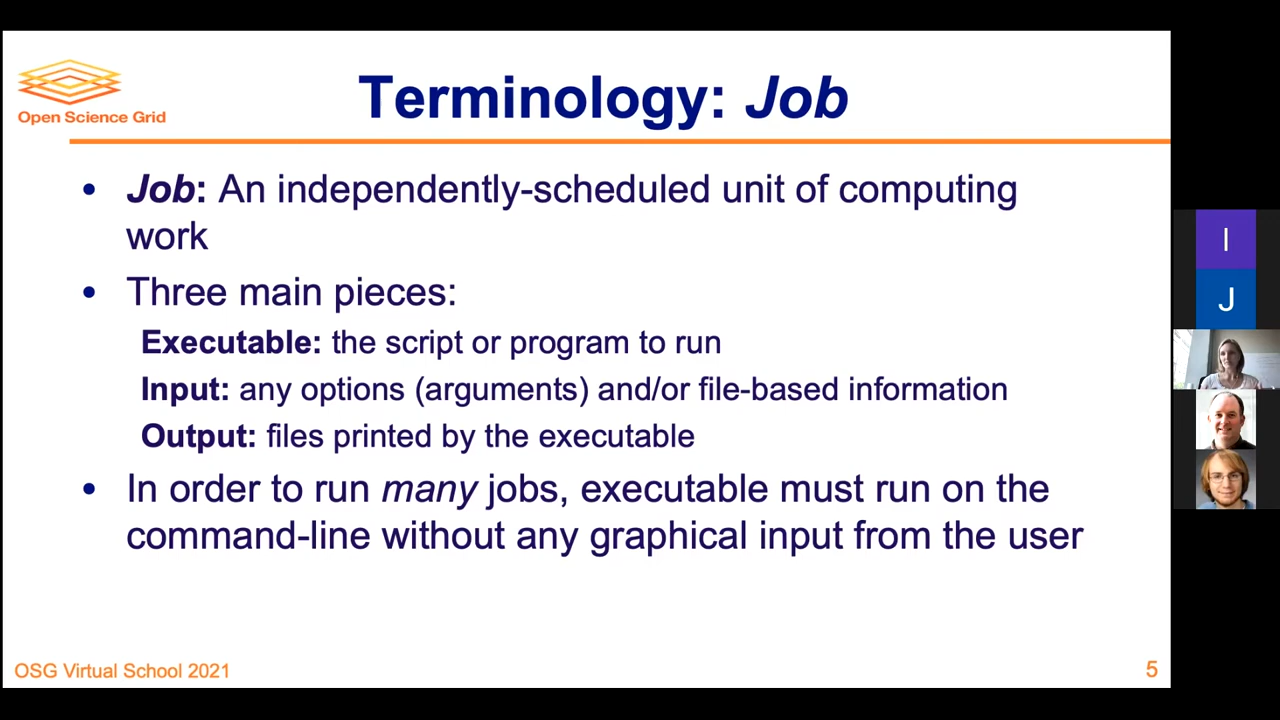 Open Science Grid
Terminology: Job
• Job: An independently-scheduled unit of computing
work
• Three main pieces:
Executable: the script or program to run
Input: any options (arguments) and/or file-based information
Output: files printed by the executable
• In order to run many jobs, executable must run on the
command-line without any graphical input from the user
OSG Virtual School 2021
5
I
J